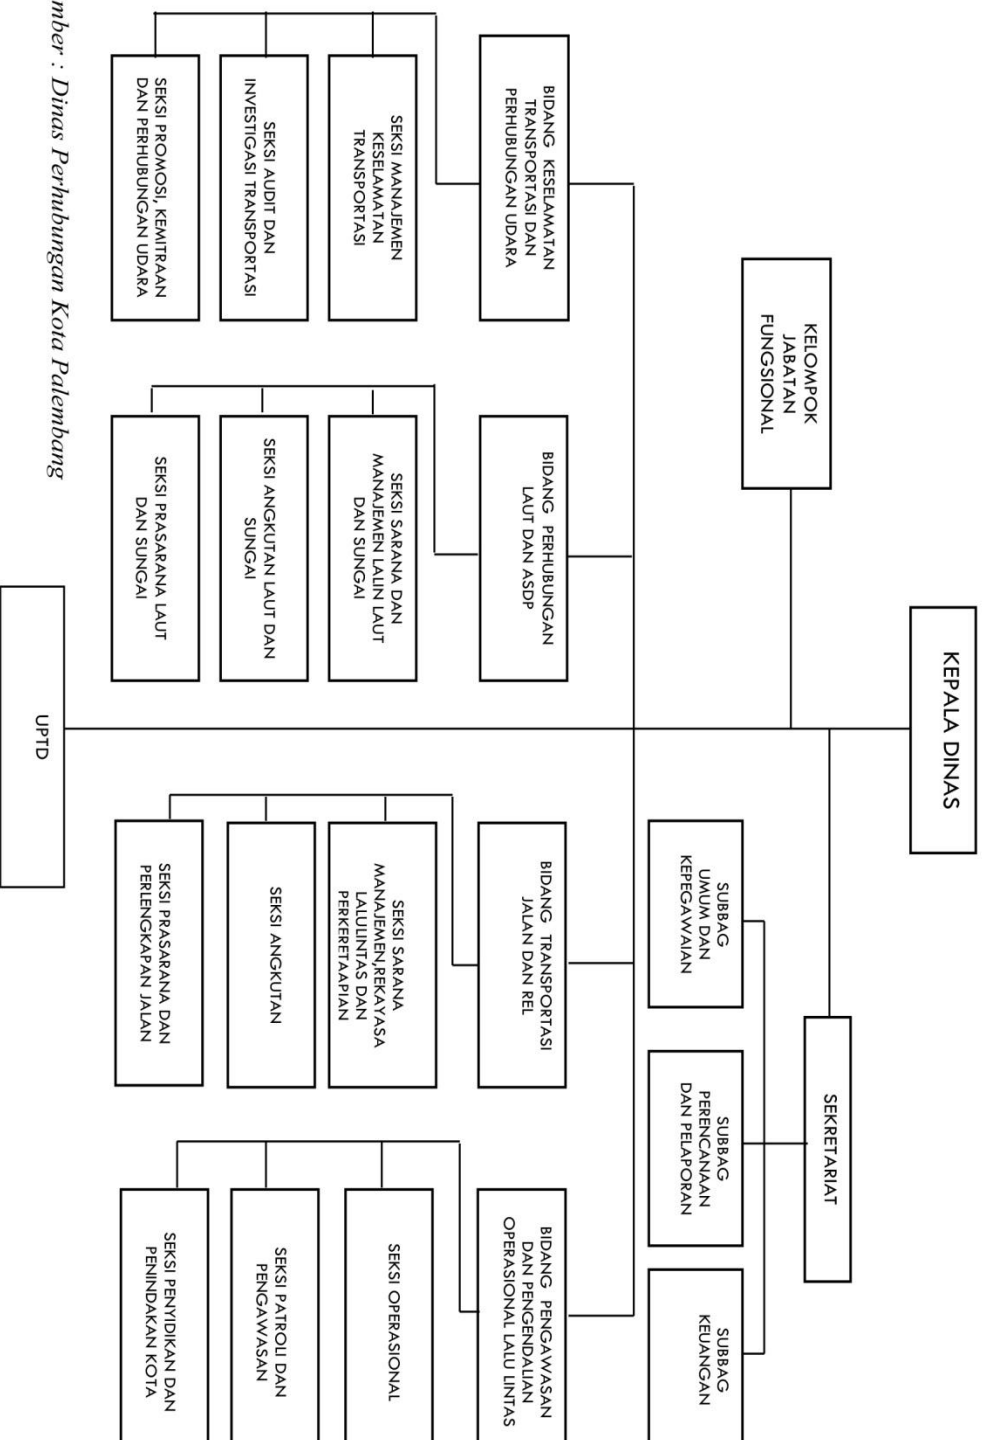 KEPALA DINAS
KELOMPOK
JABATAN
FUNGSIONAL
SEKRETARIAT
SUBBAG
UMUM DAN
KEPEGAWAIAN
SUBBAG
PERENCANAAN
DAN PELAPORAN
SUBBAG
KEUANGAN
BIDANG KESELAMATAN
TRANSPORTASI DAN
PERHUBUNGAN UDARA
BIDANG PERHUBUNGAN
LAUT DAN ASDP
BIDANG TRANSPORTASI
JALAN DAN REL
BIDANG PENGAWASAN
DAN PENGENDALIAN
OPERASIONAL LALU LINTAS
SEKSI MANAJEMEN
KESELAMATAN
TRANSPORTASI
SEKSI SARANA DAN
MANAJEMEN LALIN LAUT
DAN SUNGAI
SEKSI SARANA
MANAJEMEN,REKAYASA
LALULINTAS DAN
PERKERETAAPIAN
SEKSI OPERASIONAL
SEKSI AUDIT DAN
INVESTIGASI TRANSPORTASI
SEKSI ANGKUTAN LAUT DAN
SUNGAI
SEKSI ANGKUTAN
SEKSI PATROLI DAN
PENGAWASAN
SEKSI PROMOSI, KEMITRAAN
DAN PERHUBUNGAN UDARA
SEKSI PRASARANA LAUT
DAN SUNGAI
SEKSI PRASARANA DAN
PERLENGKAPAN JALAN
SEKSI PENYIDIKAN DAN
PENINDAKAN KOTA
UPTD
mber : Dinas Perhubungan Kota Palembang